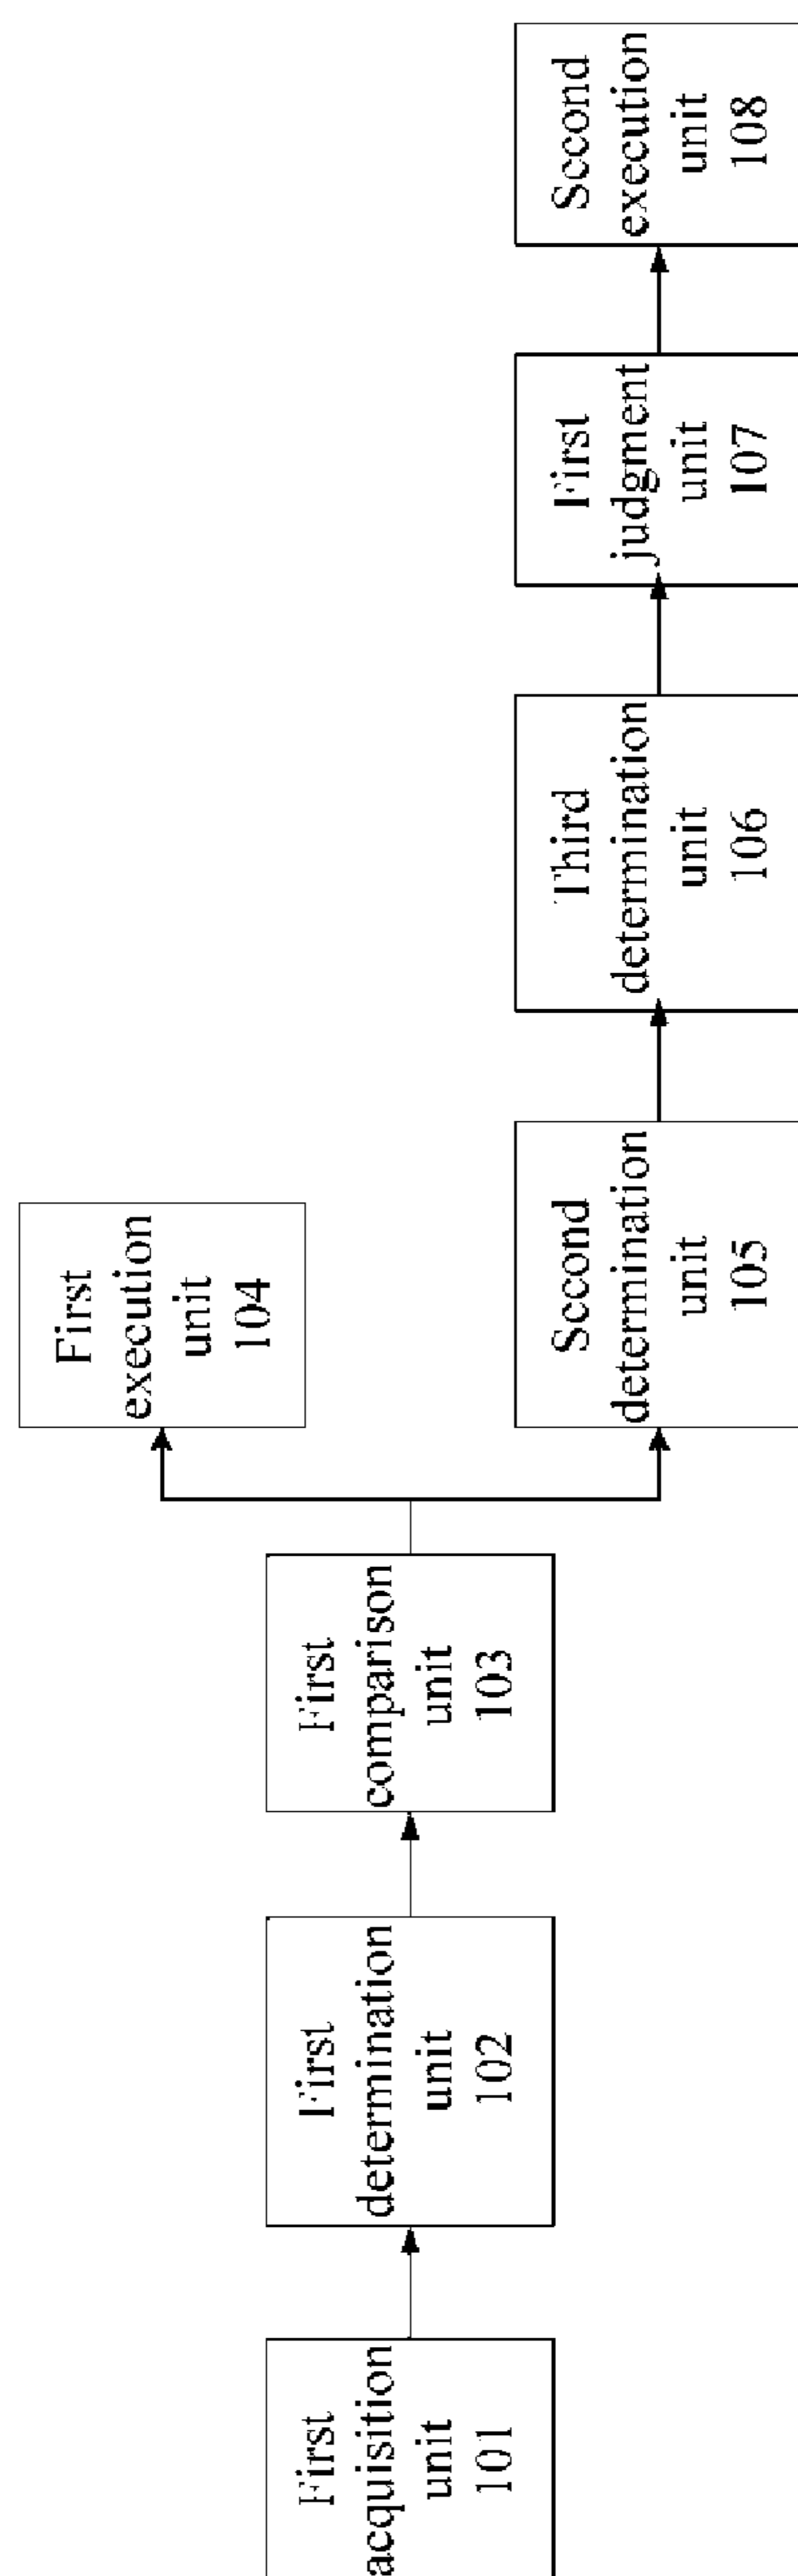 First
acquisition
unit
101
First
determination
unit
102
First
comparison
unit
103
First
execution
unit
104
Second
determination
unit
105
Third
determination
unit
106
First
judgment
unit
107
Second
execution
unit
108